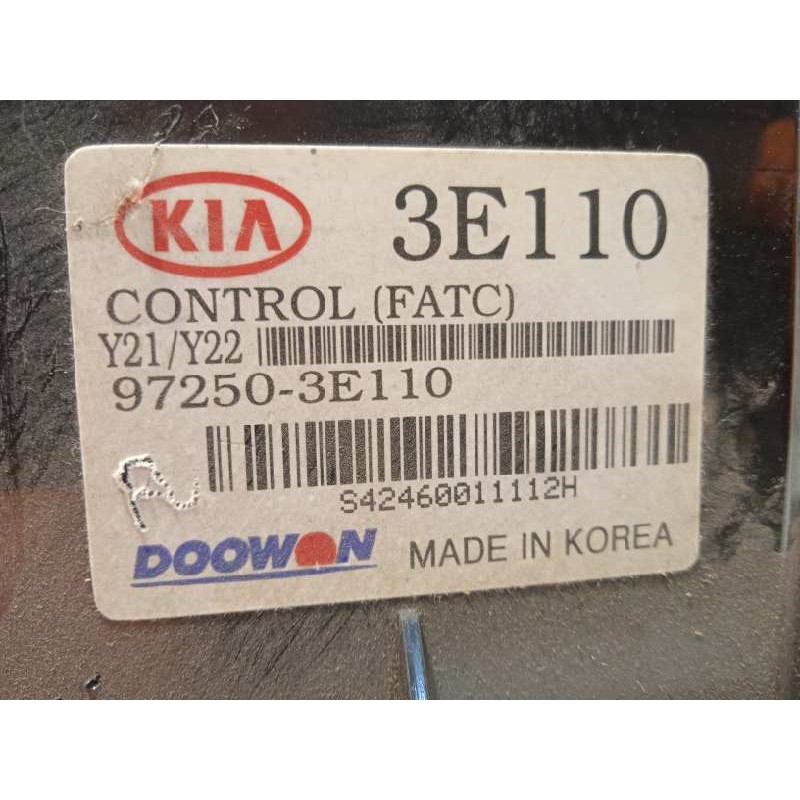 KIA 3E110
CONTROL (FATC)
Y21/Y22
97250-3E110
S42460011112H
DOOWON MADE IN KOREA